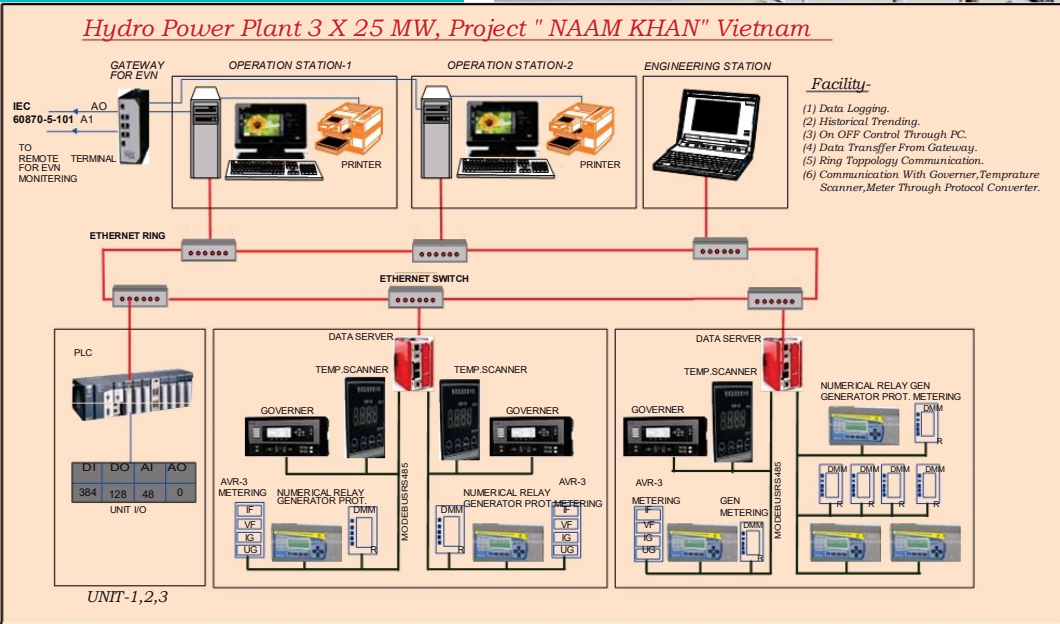 Hydro Power Plant 3 X 25 MW, Project " NAAM KHAN" Vietnam
GATEWAY
FOR EVN
OPERATION STATION-1
OPERATION STATION-2
ENGINEERING STATION
Facility-
(1) Data Logging.
(2) Historical Trending.
(3) On OFF Control Through PC.
(4) Data Transffer From Gateway.
(5) Ring Toppology Communication.
(6) Communication With Governer,Temprature
Scanner,Meter Through Protocol Converter.
IEC
60870-5-101
AO
A1
TO
REMOTE TERMINAL
FOR EVN
MONITERING
PRINTER
PRINTER
ETHERNET RING
ETHERNET SWITCH
PLC
DI DO AI AO
384 128 48 0
UNIT I/O
UNIT-1,2,3
DATA SERVER
TEMP.SCANNER
TEMP.SCANNER
GOVERNER
GOVERNER
MODEBUSRS485
AVR-3
METERING
NUMERICAL RELAY
GENERATOR PROT.
IF
VF
IG
UG
DMM
R
NUMERICAL RELAY
GENERATOR PROT.
AVR-3
METERING
DMM
R
IF
VF
IG
UG
DATA SERVER
TEMP.SCANNER
GOVERNER
MODEBUSRS485
AVR-3
METERING
GEN
METERING
IF
VF
IG
UG
DMM
R
NUMERICAL RELAY GEN
GENERATOR PROT. METERING
DMM
R
DMM DMM DMM DMM
R R R R